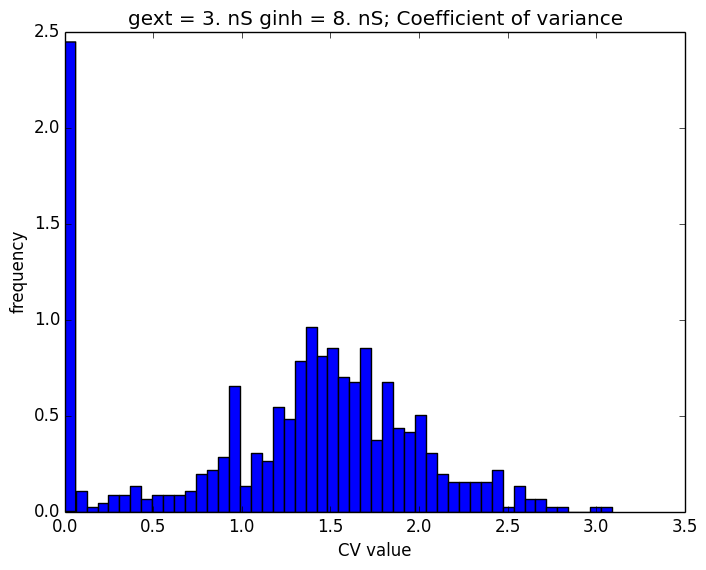 gext = 3. nS ginh = 8. nS; Coefficient of variance
2.5
2.0
1.5
1.0
0.5
0.0
frequency
0.0 0.5 1.0 1.5 2.0 2.5 3.0 3.5
CV value